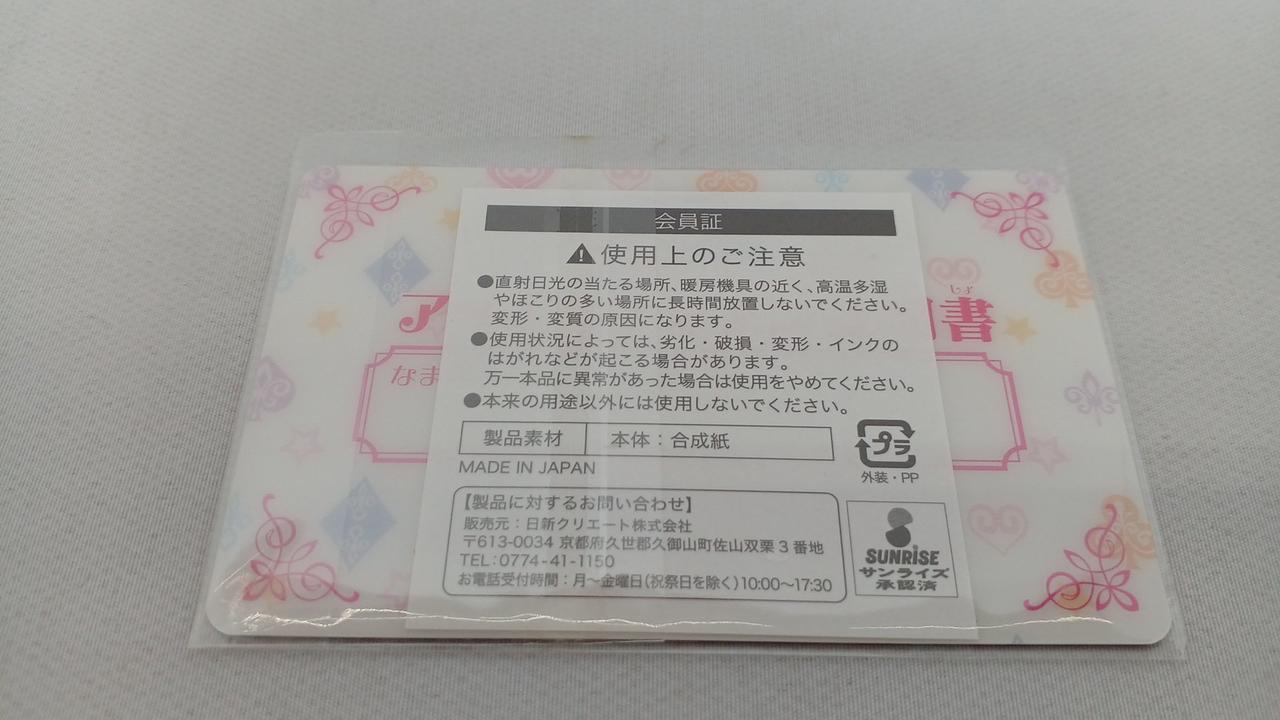 会員証
⚠使用上のご注意
●直射日光の当たる場所、暖房機具の近く、高温多湿
やほこりの多い場所に長時間放置しないでください。
変形・変質の原因になります。
●使用状況によっては、劣化・破損・変形・インクの
はがれなどが起こる場合があります。
万一本品に異常があった場合は使用をやめてください。
●本来の用途以外には使用しないでください。
製品素材 本体：合成紙
MADE IN JAPAN
プラ
外装・PP
【製品に対するお問い合わせ】
販売元：日新クリエート株式会社
〒613-0034 京都府久世郡久御山町佐山双栗3番地
TEL:0774-41-1150
お電話受付時間：月～金曜日(祝祭日を除く)10:00～17:30
SUNRISE
サンライズ
承認済
しょ
ア
書
なま